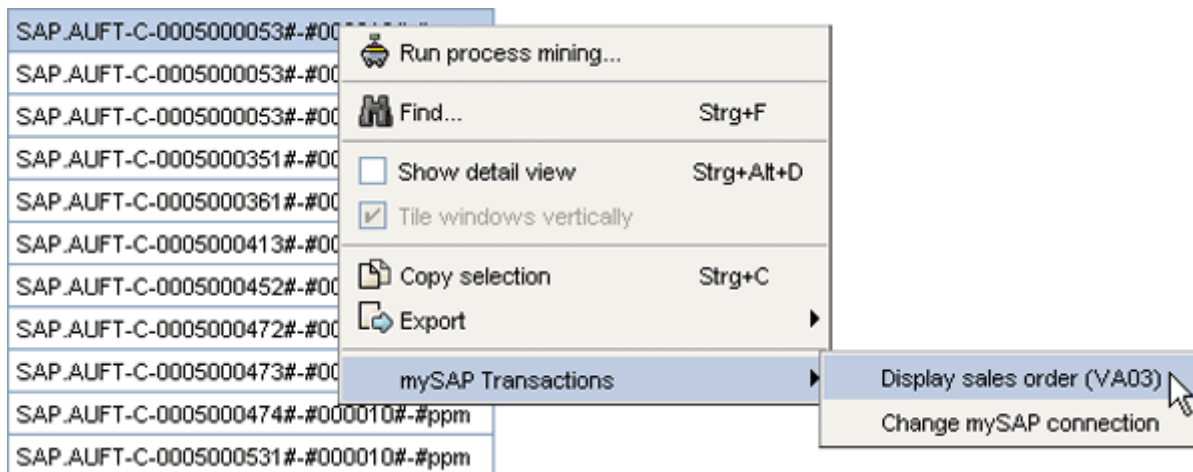 SAP.AUFT-C-0005000053#-#00
SAP.AUFT-C-0005000053#-#00
SAP.AUFT-C-0005000053#-#00
SAP.AUFT-C-0005000351#-#00
SAP.AUFT-C-0005000361#-#00
SAP.AUFT-C-0005000413#-#00
SAP.AUFT-C-0005000452#-#00
SAP.AUFT-C-0005000472#-#00
SAP.AUFT-C-0005000473#-#00
SAP.AUFT-C-0005000474#-#000010#-#ppm
SAP.AUFT-C-0005000531#-#000010#-#ppm
Run process mining...
Find... Strg+F
Show detail view Strg+Alt+D
Tile windows vertically
Copy selection Strg+C
Export
mySAP Transactions
Display sales order (VA03)
Change mySAP connection